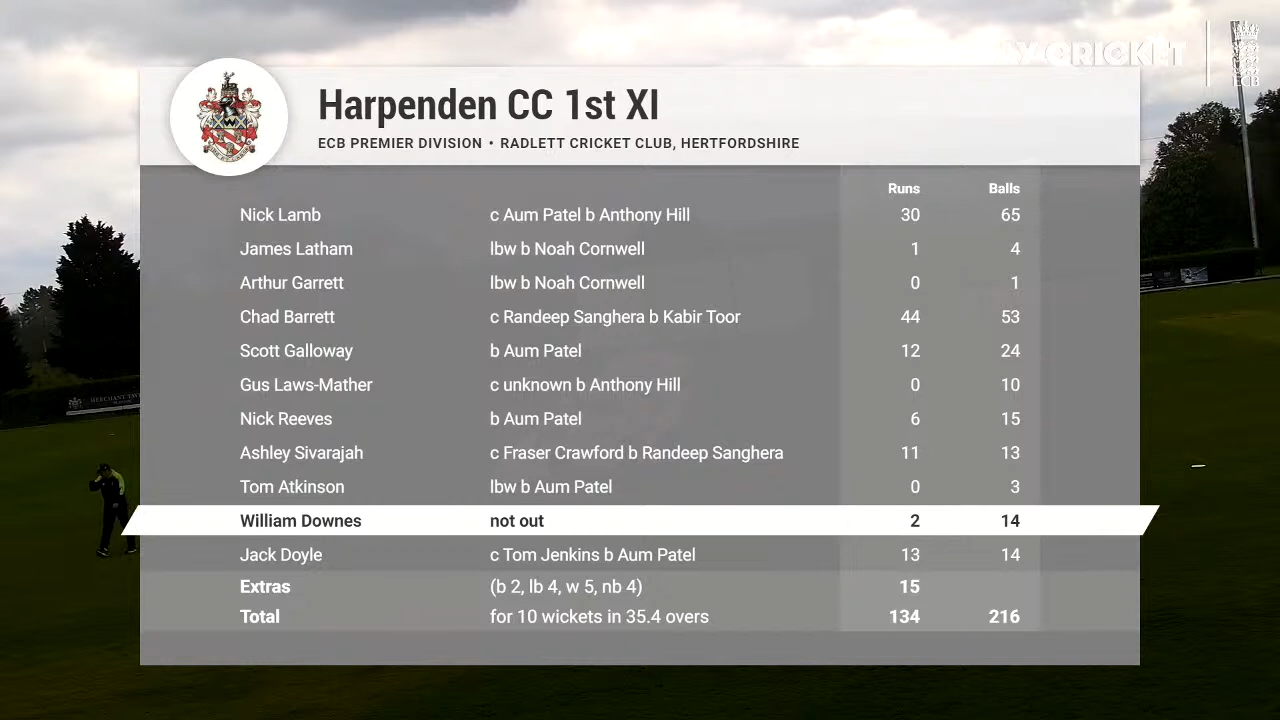 Y CRICKET
ECB
Harpenden CC 1st XI
ECB PREMIER DIVISION • RADLETT CRICKET CLUB, HERTFORDSHIRE
Runs Balls
Nick Lamb c Aum Patel b Anthony Hill 30 65
James Latham lbw b Noah Cornwell 1 4
Arthur Garrett lbw b Noah Cornwell 0 1
Chad Barrett c Randeep Sanghera b Kabir Toor 44 53
Scott Galloway b Aum Patel 12 24
Gus Laws-Mather c unknown b Anthony Hill 0 10
Nick Reeves b Aum Patel 6 15
Ashley Sivarajah c Fraser Crawford b Randeep Sanghera 11 13
Tom Atkinson lbw b Aum Patel 0 3
William Downes not out 2 14
Jack Doyle c Tom Jenkins b Aum Patel 13 14
Extras (b 2, lb 4, w 5, nb 4) 15
Total for 10 wickets in 35.4 overs 134 216